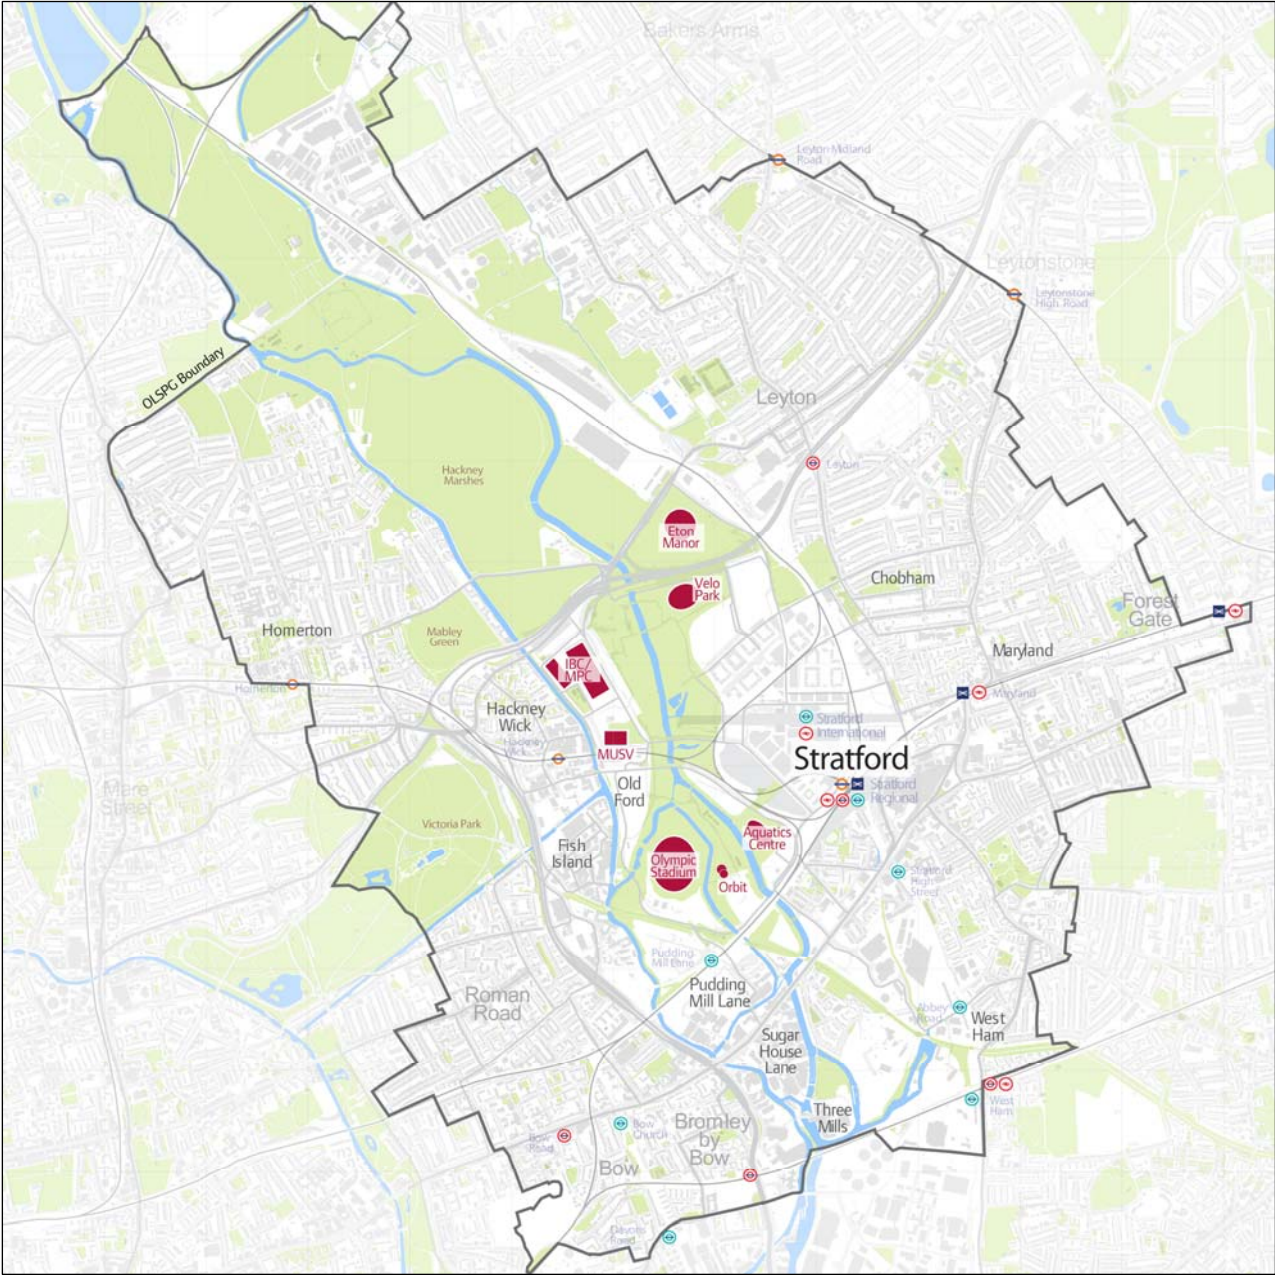 Bakers Arms
Leyton Midland
Road
Leytonstone
Leytonstone
High Road
OLSPG Boundary
Leyton
Leyton
Hackney
Marshes
Eton
Manor
Velo
Park
Chobham
Forest
Gate
Homerton
Mabley
Green
Maryland
IBC/
MPC
Homerton
Maryland
Hackney
Wick
Stratford
International
Hackney
Wick
MUSV
Stratford
Mare
Street
Old
Ford
Stratford
Regional
Victoria Park
Fish
Island
Aquatics
Centre
Olympic
Stadium
Orbit
Stratford
High
Street
Pudding
Mill Lane
Pudding
Mill Lane
Roman
Road
Abbey
Road
West
Ham
Sugar
House
Lane
West
Ham
Three
Mills
Bow
Church
Bow
Road
Bromley
by
Bow
Bow
Devons
Road